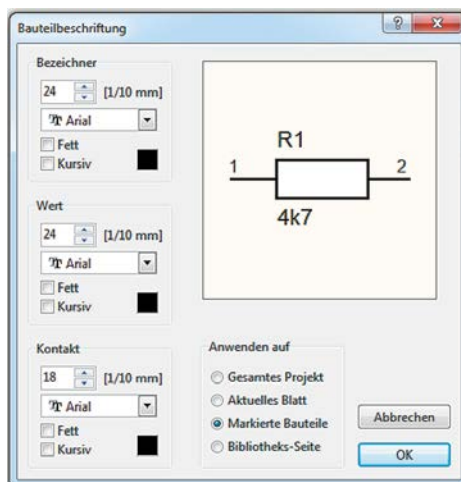 Bauteilbeschriftung
Bezeichner
24 [1/10 mm]
Arial
Fett
Kursiv
Wert
24 [1/10 mm]
Arial
Fett
Kursiv
Kontakt
18 [1/10 mm]
Arial
Fett
Kursiv
R1
1 2
4k7
Anwenden auf
Gesamtes Projekt
Aktuelles Blatt
Markierte Bauteile
Bibliotheks-Seite
Abbrechen
OK